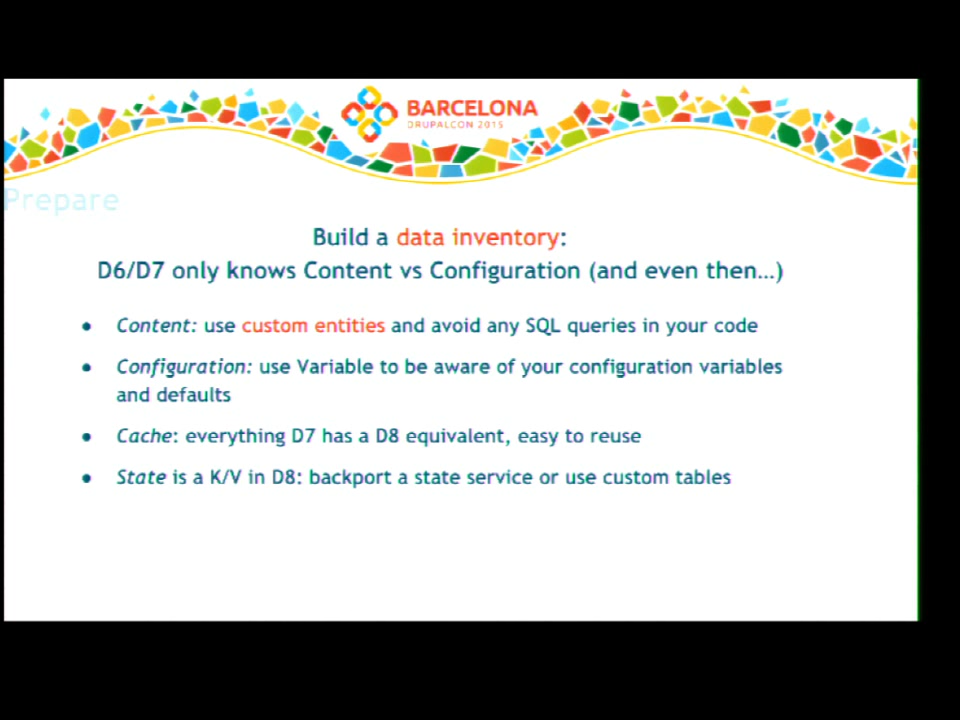 BARCELONA
DRUPALCON 2015
Prepare
Build a data inventory:
D6/D7 only knows Content vs Configuration (and even then…)
● Content: use custom entities and avoid any SQL queries in your code
● Configuration: use Variable to be aware of your configuration variables
and defaults
● Cache: everything D7 has a D8 equivalent, easy to reuse
● State is a K/V in D8: backport a state service or use custom tables